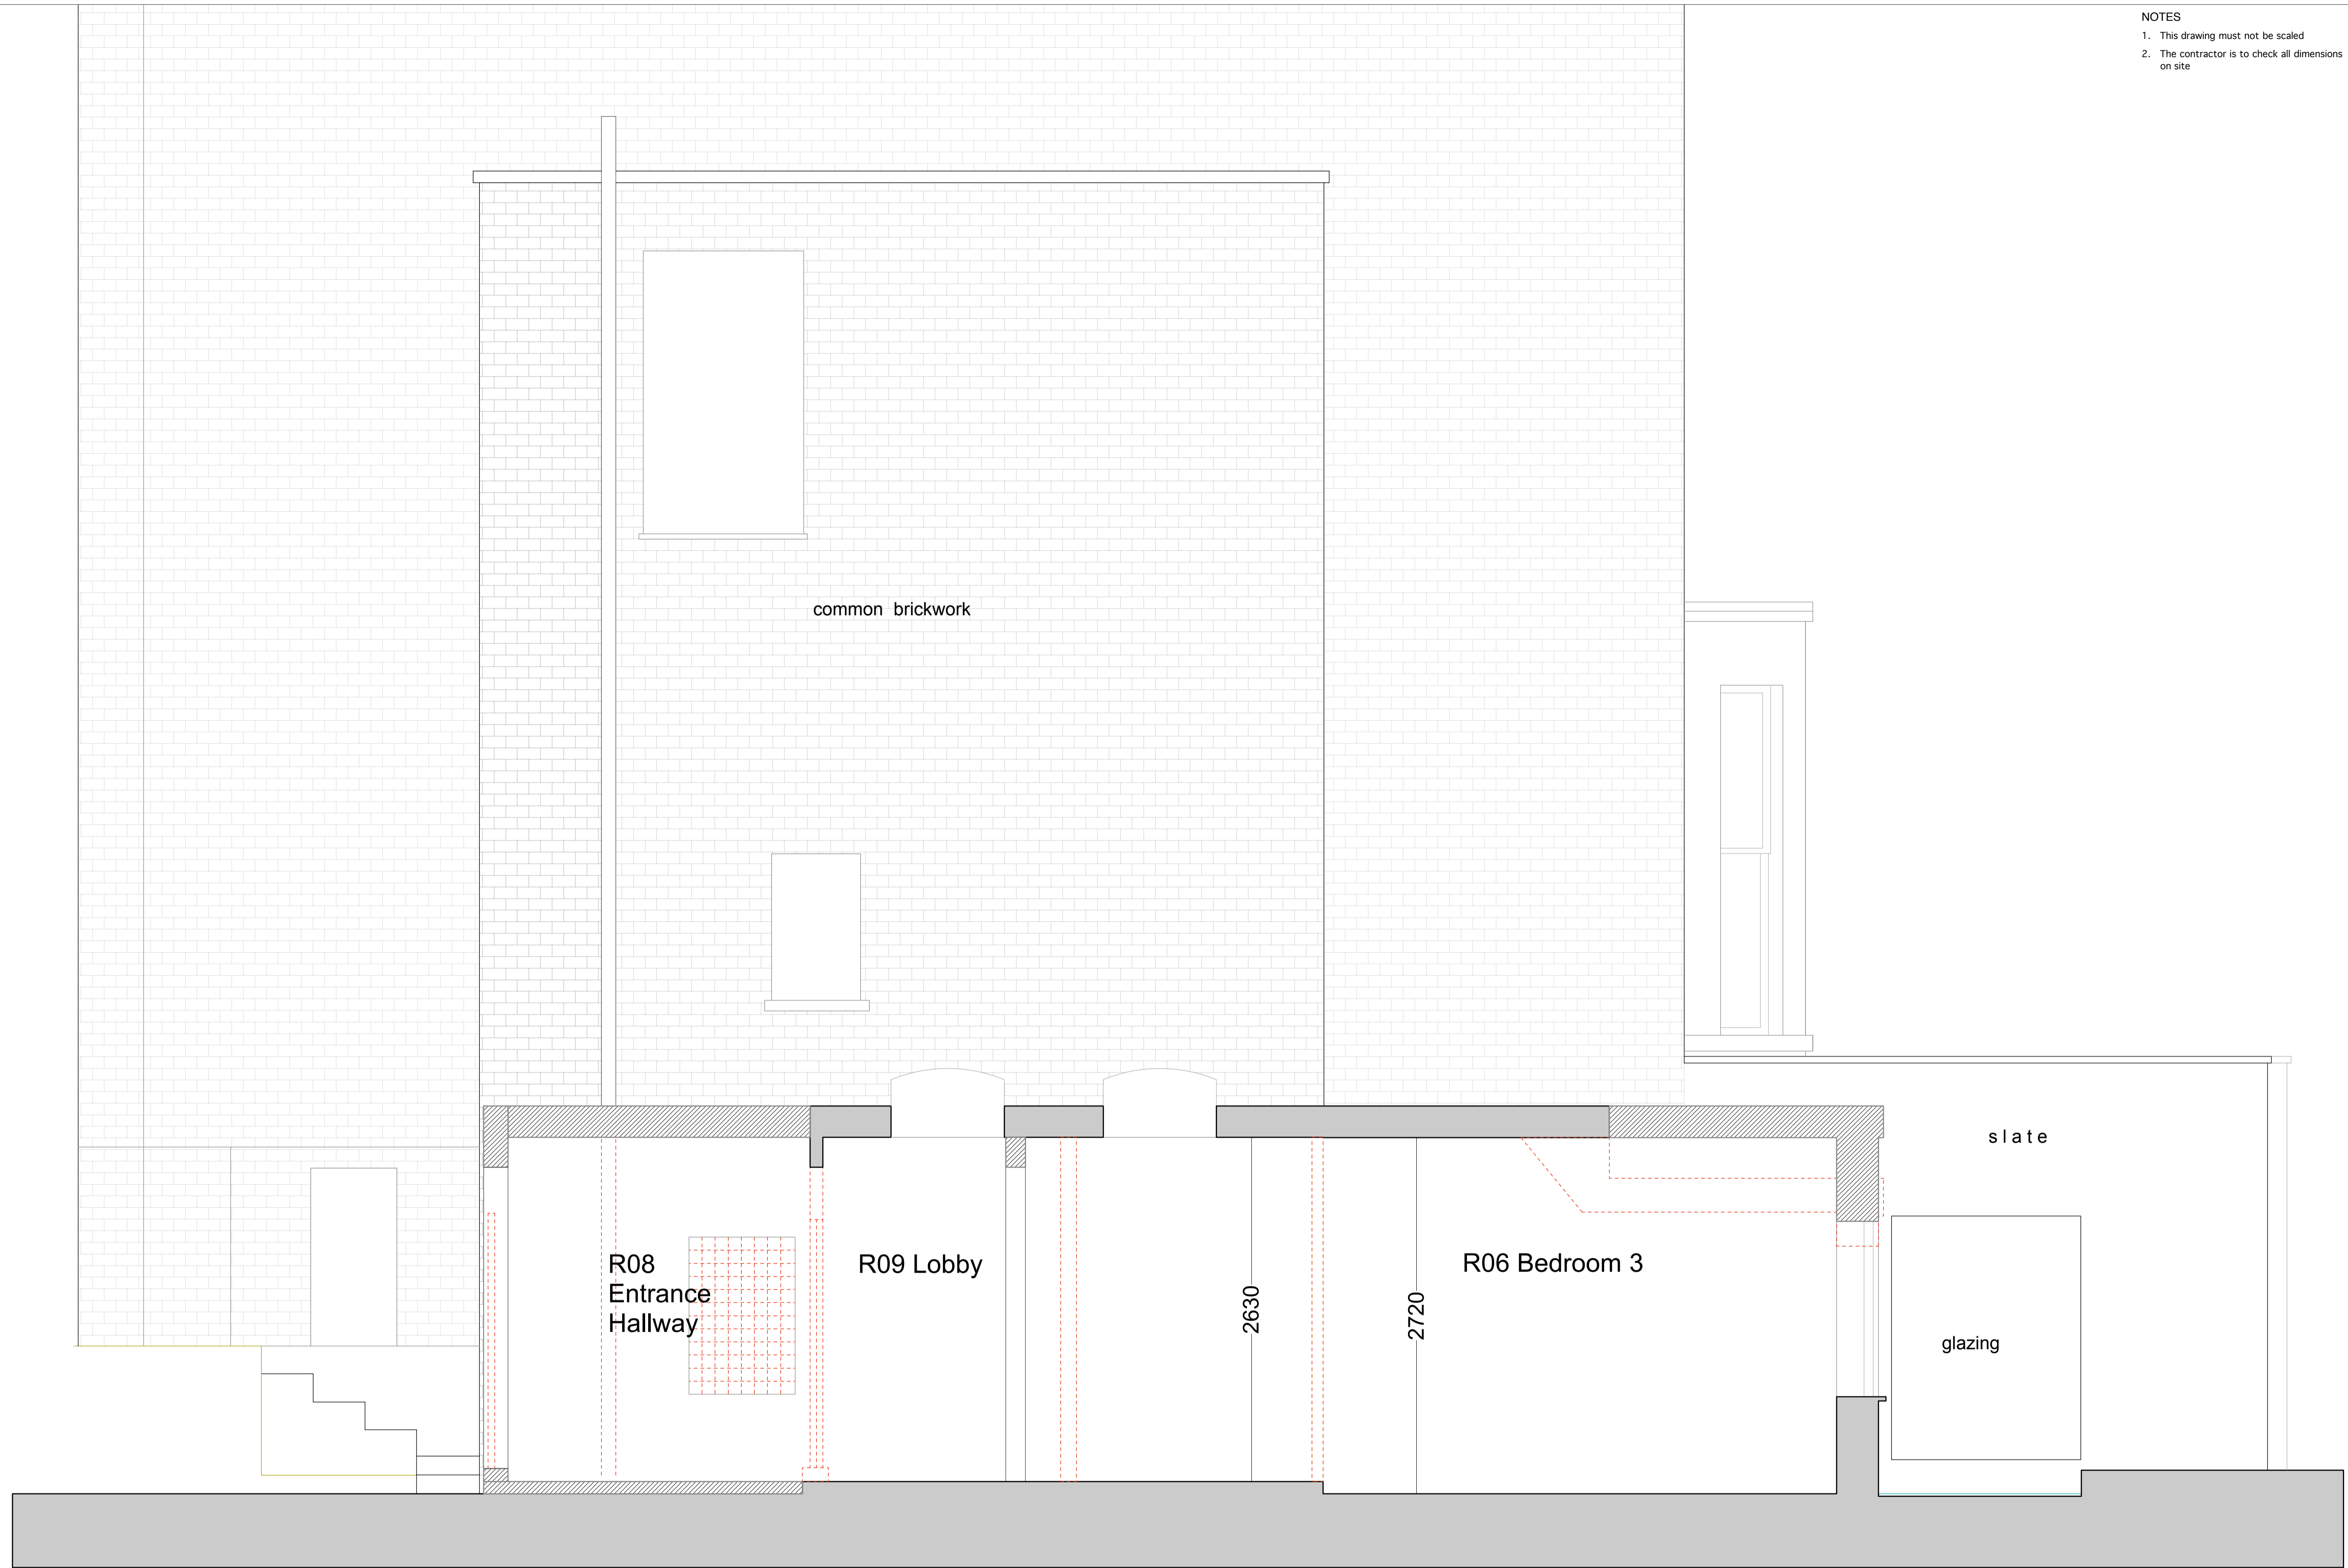 NOTES
1. This drawing must not be scaled
2. The contractor is to check all dimensions
on site
common brickwork
slate
R08
Entrance
Hallway
R09 Lobby
2630
2720
R06 Bedroom 3
glazing